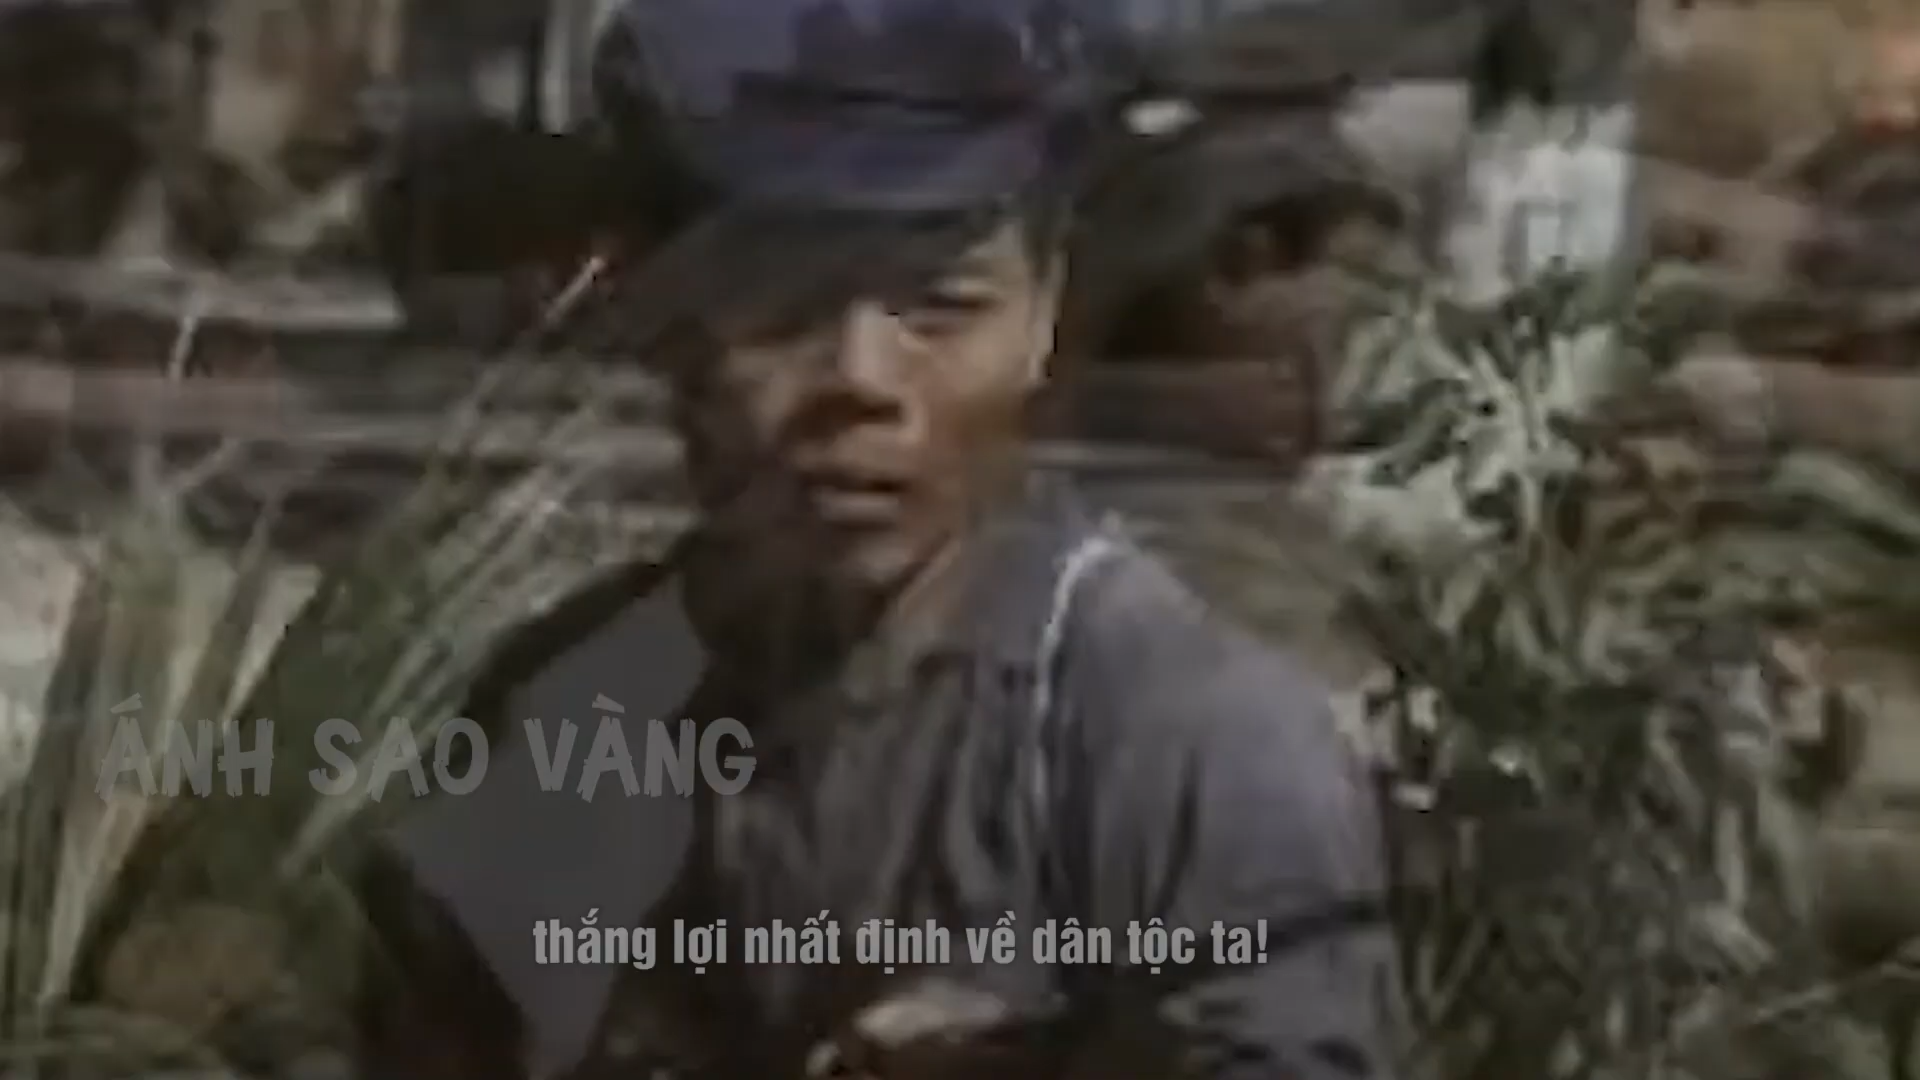 ÁNH SAO VÀNG
thắng lợi nhất định về dân tộc ta!